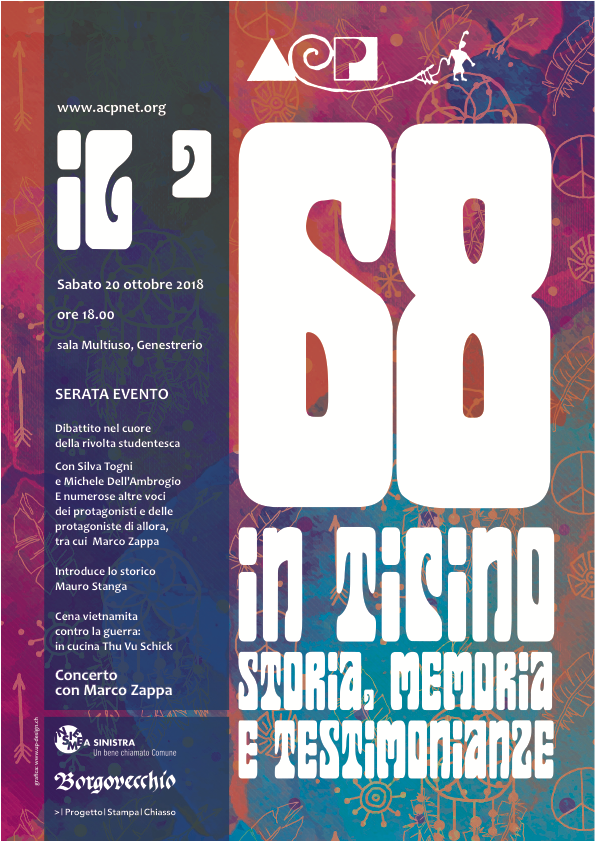 ACP
www.acpnet.org
il '68
Sabato 20 ottobre 2018
ore 18.00
sala Multiuso, Genestrerio
SERATA EVENTO
Dibattito nel cuore
della rivolta studentesca
Con Silva Togni
e Michele Dell'Ambrogio
E numerose altre voci
dei protagonisti e delle
protagoniste di allora,
tra cui Marco Zappa
Introduce lo storico
Mauro Stanga
Cena vietnamita
contro la guerra:
in cucina Thu Vu Schick
Concerto
con Marco Zappa
in Ticino
STORIA, MEMORIA
E TESTIMONIANZE
A SINISTRA
Un bene chiamato Comune
Borgovecchio
>| Progetto| Stampa| Chiasso
grafica: www.up-design.ch